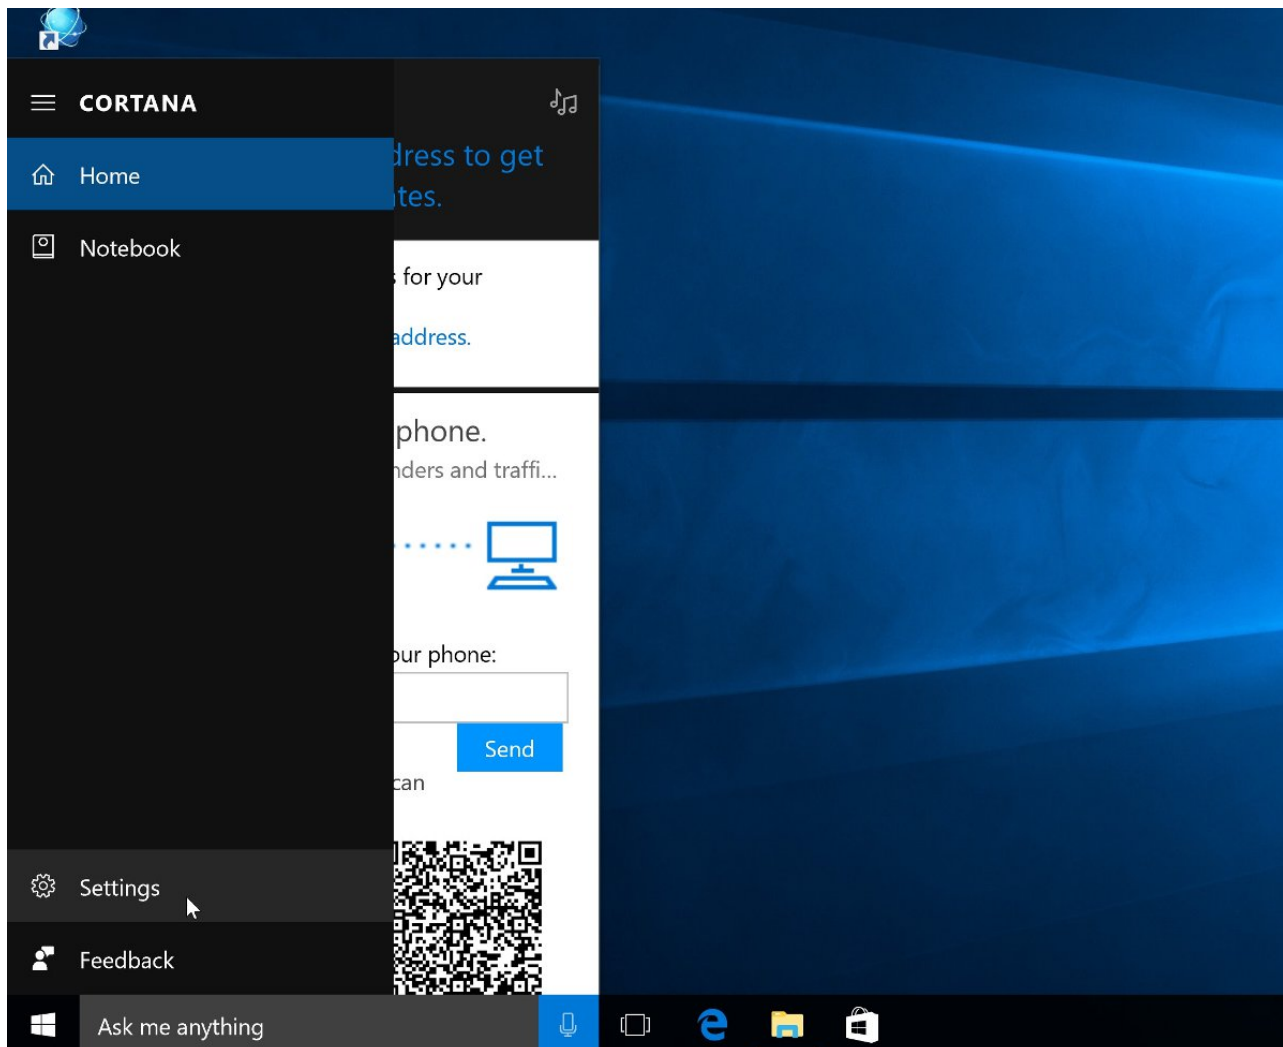 CORTANA
Home
Notebook
dress to get
ates.
s for your
address.
phone.
nders and traffi...
our phone:
Send
can
Settings
Feedback
Ask me anything